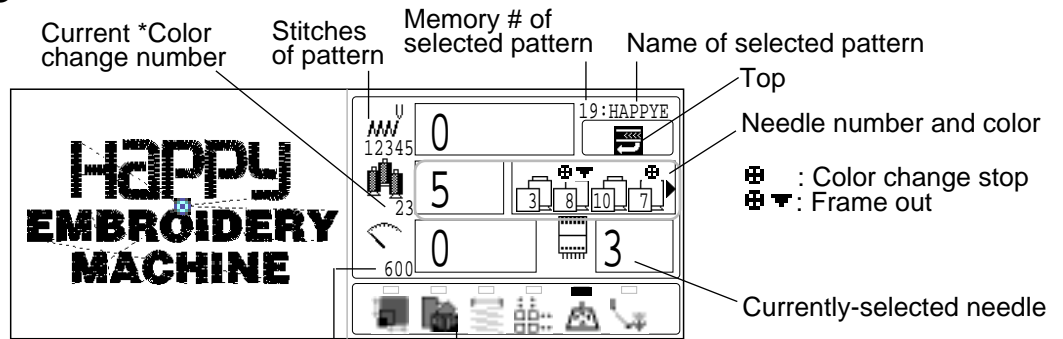 Current *Color
change number
Stitches
of pattern
Memory # of
selected pattern
Name of selected pattern
Top
Needle number and color
: Color change stop
: Frame out
Currently-selected needle
Happy
EMBROIDERY
MACHINE
V
12345
0
19:HAPPYE
23
5
3 8 10 7
600
0
3